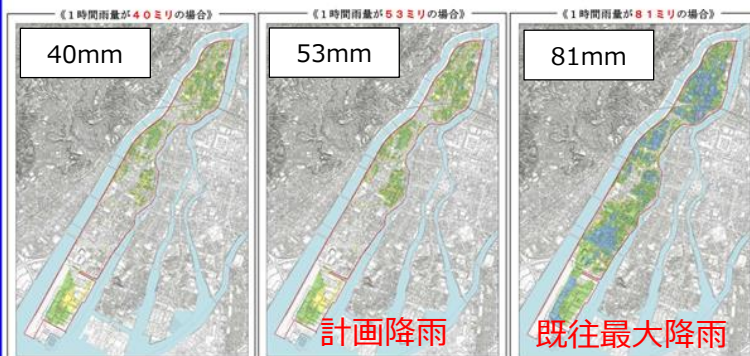 《1時間雨量が40ミリの場合》
《1時間雨量が53ミリの場合》
《1時間雨量が81ミリの場合》
40mm
53mm
81mm
計画降雨
既往最大降雨